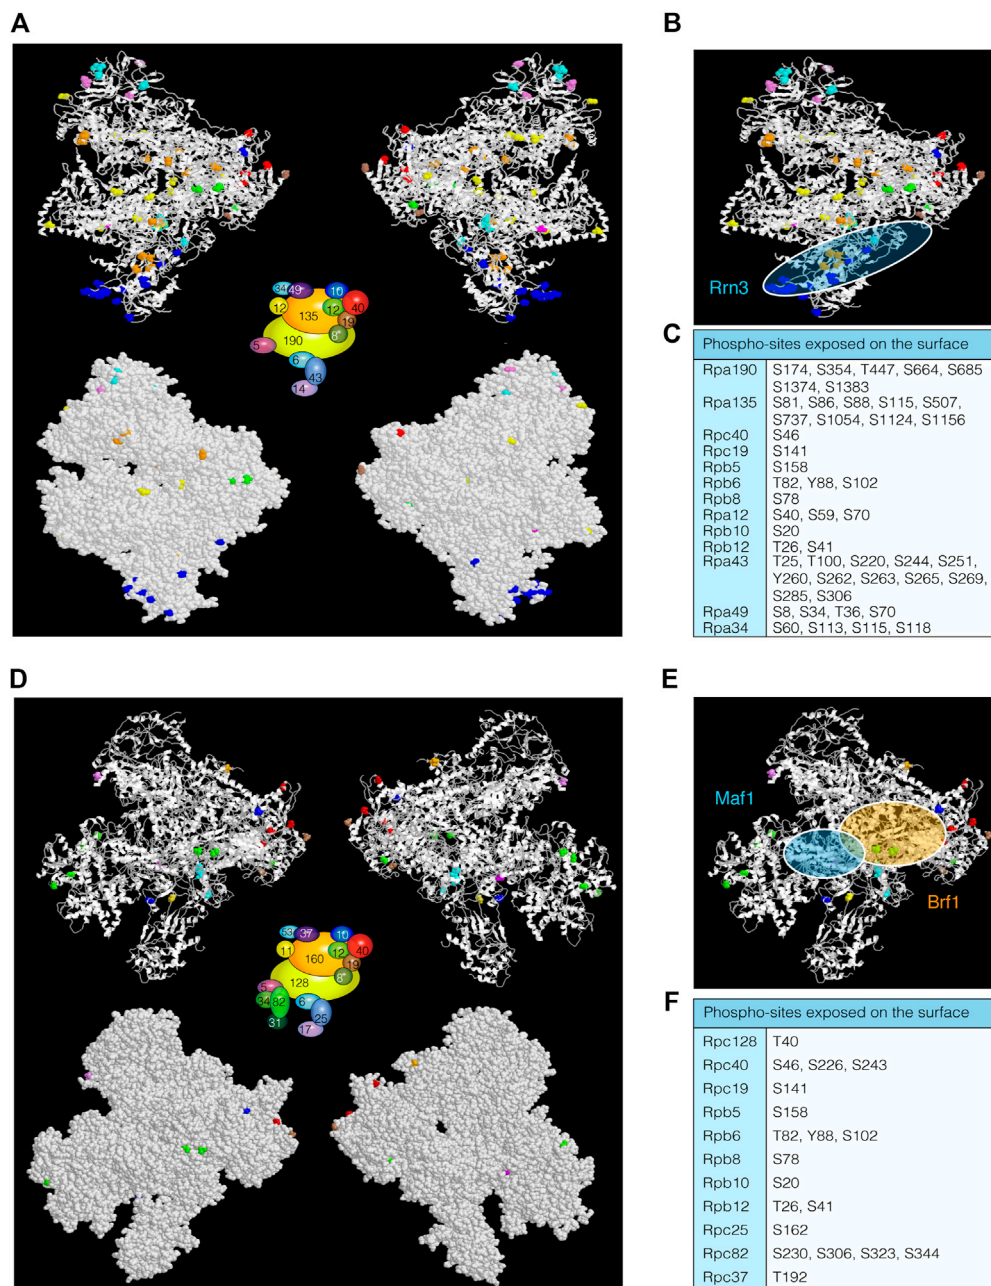 A
B
34 49 10
12 12 40
135 19
8
190
5 6
43
14
Rrn3
C
Phospho-sites exposed on the surface
Rpa190 S174, S354, T447, S664, S685
S1374, S1383
Rpa135 S81, S86, S88, S115, S507,
S737, S1054, S1124, S1156
Rpc40 S46
Rpc19 S141
Rpb5 S158
Rpb6 T82, Y88, S102
Rpb8 S78
Rpa12 S40, S59, S70
Rpb10 S20
Rpb12 T26, S41
Rpa43 T25, T100, S220, S244, S251,
Y260, S262, S263, S265, S269,
S285, S306
Rpa49 S8, S34, T36, S70
Rpa34 S60, S113, S115, S118
D
E
53 37 10
11 12 40
160 19
8
128
5
34 82 6
31 25
17
Maf1
Brf1
F
Phospho-sites exposed on the surface
Rpc128 T40
Rpc40 S46, S226, S243
Rpc19 S141
Rpb5 S158
Rpb6 T82, Y88, S102
Rpb8 S78
Rpb10 S20
Rpb12 T26, S41
Rpc25 S162
Rpc82 S230, S306, S323, S344
Rpc37 T192